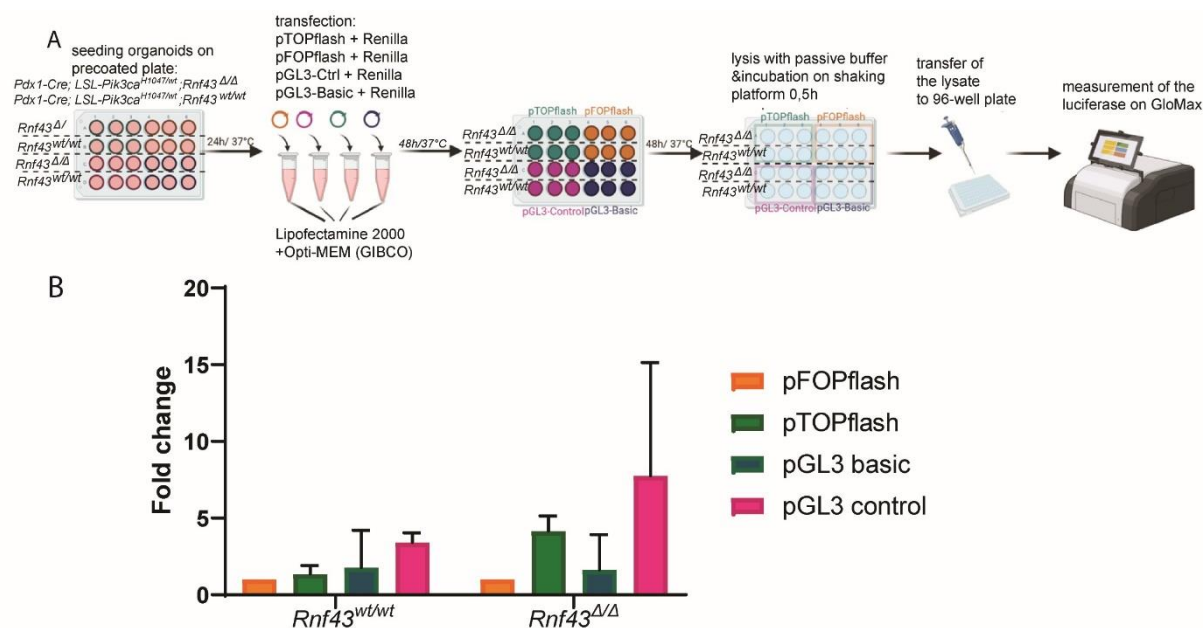 A
seeding organoids on
precoated plate:
Pdx1-Cre; LSL-Pik3ca^H1047/wt ;Rnf43 ^Δ/Δ
Pdx1-Cre; LSL-Pik3ca^H1047/wt ;Rnf43 ^wt/wt
Rnf43^Δ/
Rnf43^wt/wt
Rnf43^Δ/Δ
Rnf43^wt/wt
24h/ 37°C
transfection:
pTOPflash + Renilla
pFOPflash + Renilla
pGL3-Ctrl + Renilla
pGL3-Basic + Renilla
Lipofectamine 2000
+Opti-MEM (GIBCO)
48h/37°C
pTOPflash pFOPflash
Rnf43^Δ/Δ
Rnf43^wt/wt
Rnf43^Δ/Δ
Rnf43^wt/wt
pGL3-Control pGL3-Basic
48h/ 37°C
lysis with passive buffer
&incubation on shaking
platform 0,5h
pTOPflash pFOPflash
Rnf43^Δ/Δ
Rnf43^wt/wt
Rnf43^Δ/Δ
Rnf43^wt/wt
pGL3-Control pGL3-Basic
transfer of
the lysate
to 96-well plate
measurement of the
luciferase on GloMax
B
Fold change
20
15
10
5
0
Rnf43^wt/wt
Rnf43^Δ/Δ
pFOPflash
pTOPflash
pGL3 basic
pGL3 control